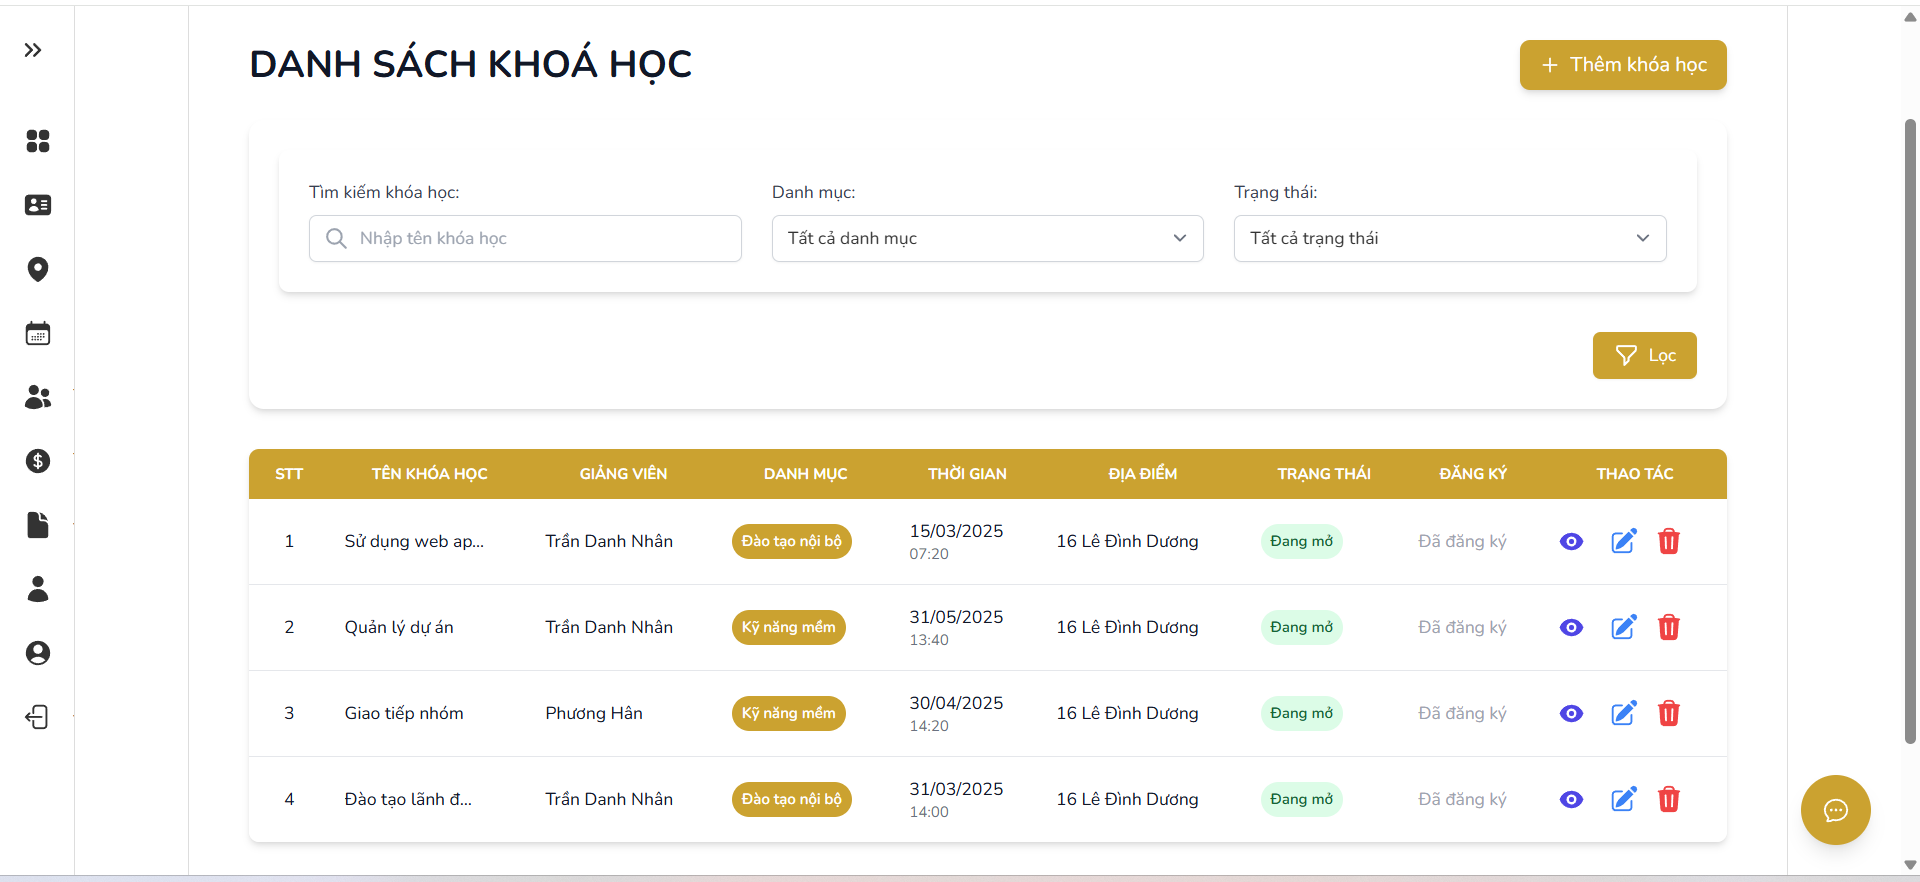 DANH SÁCH KHOÁ HỌC
Thêm khóa học
Tìm kiếm khóa học:
Danh mục:
Trạng thái:
Nhập tên khóa học
Tất cả danh mục
Tất cả trạng thái
Lọc
STT TÊN KHÓA HỌC GIẢNG VIÊN DANH MỤC THỜI GIAN ĐỊA ĐIỂM TRẠNG THÁI ĐĂNG KÝ THAO TÁC
1 Sử dụng web ap... Trần Danh Nhân Đào tạo nội bộ 15/03/2025 16 Lê Đình Dương Đang mở Đã đăng ký
07:20
2 Quản lý dự án Trần Danh Nhân Kỹ năng mềm 31/05/2025 16 Lê Đình Dương Đang mở Đã đăng ký
13:40
3 Giao tiếp nhóm Phương Hân Kỹ năng mềm 30/04/2025 16 Lê Đình Dương Đang mở Đã đăng ký
14:20
4 Đào tạo lãnh đ... Trần Danh Nhân Đào tạo nội bộ 31/03/2025 16 Lê Đình Dương Đang mở Đã đăng ký
14:00